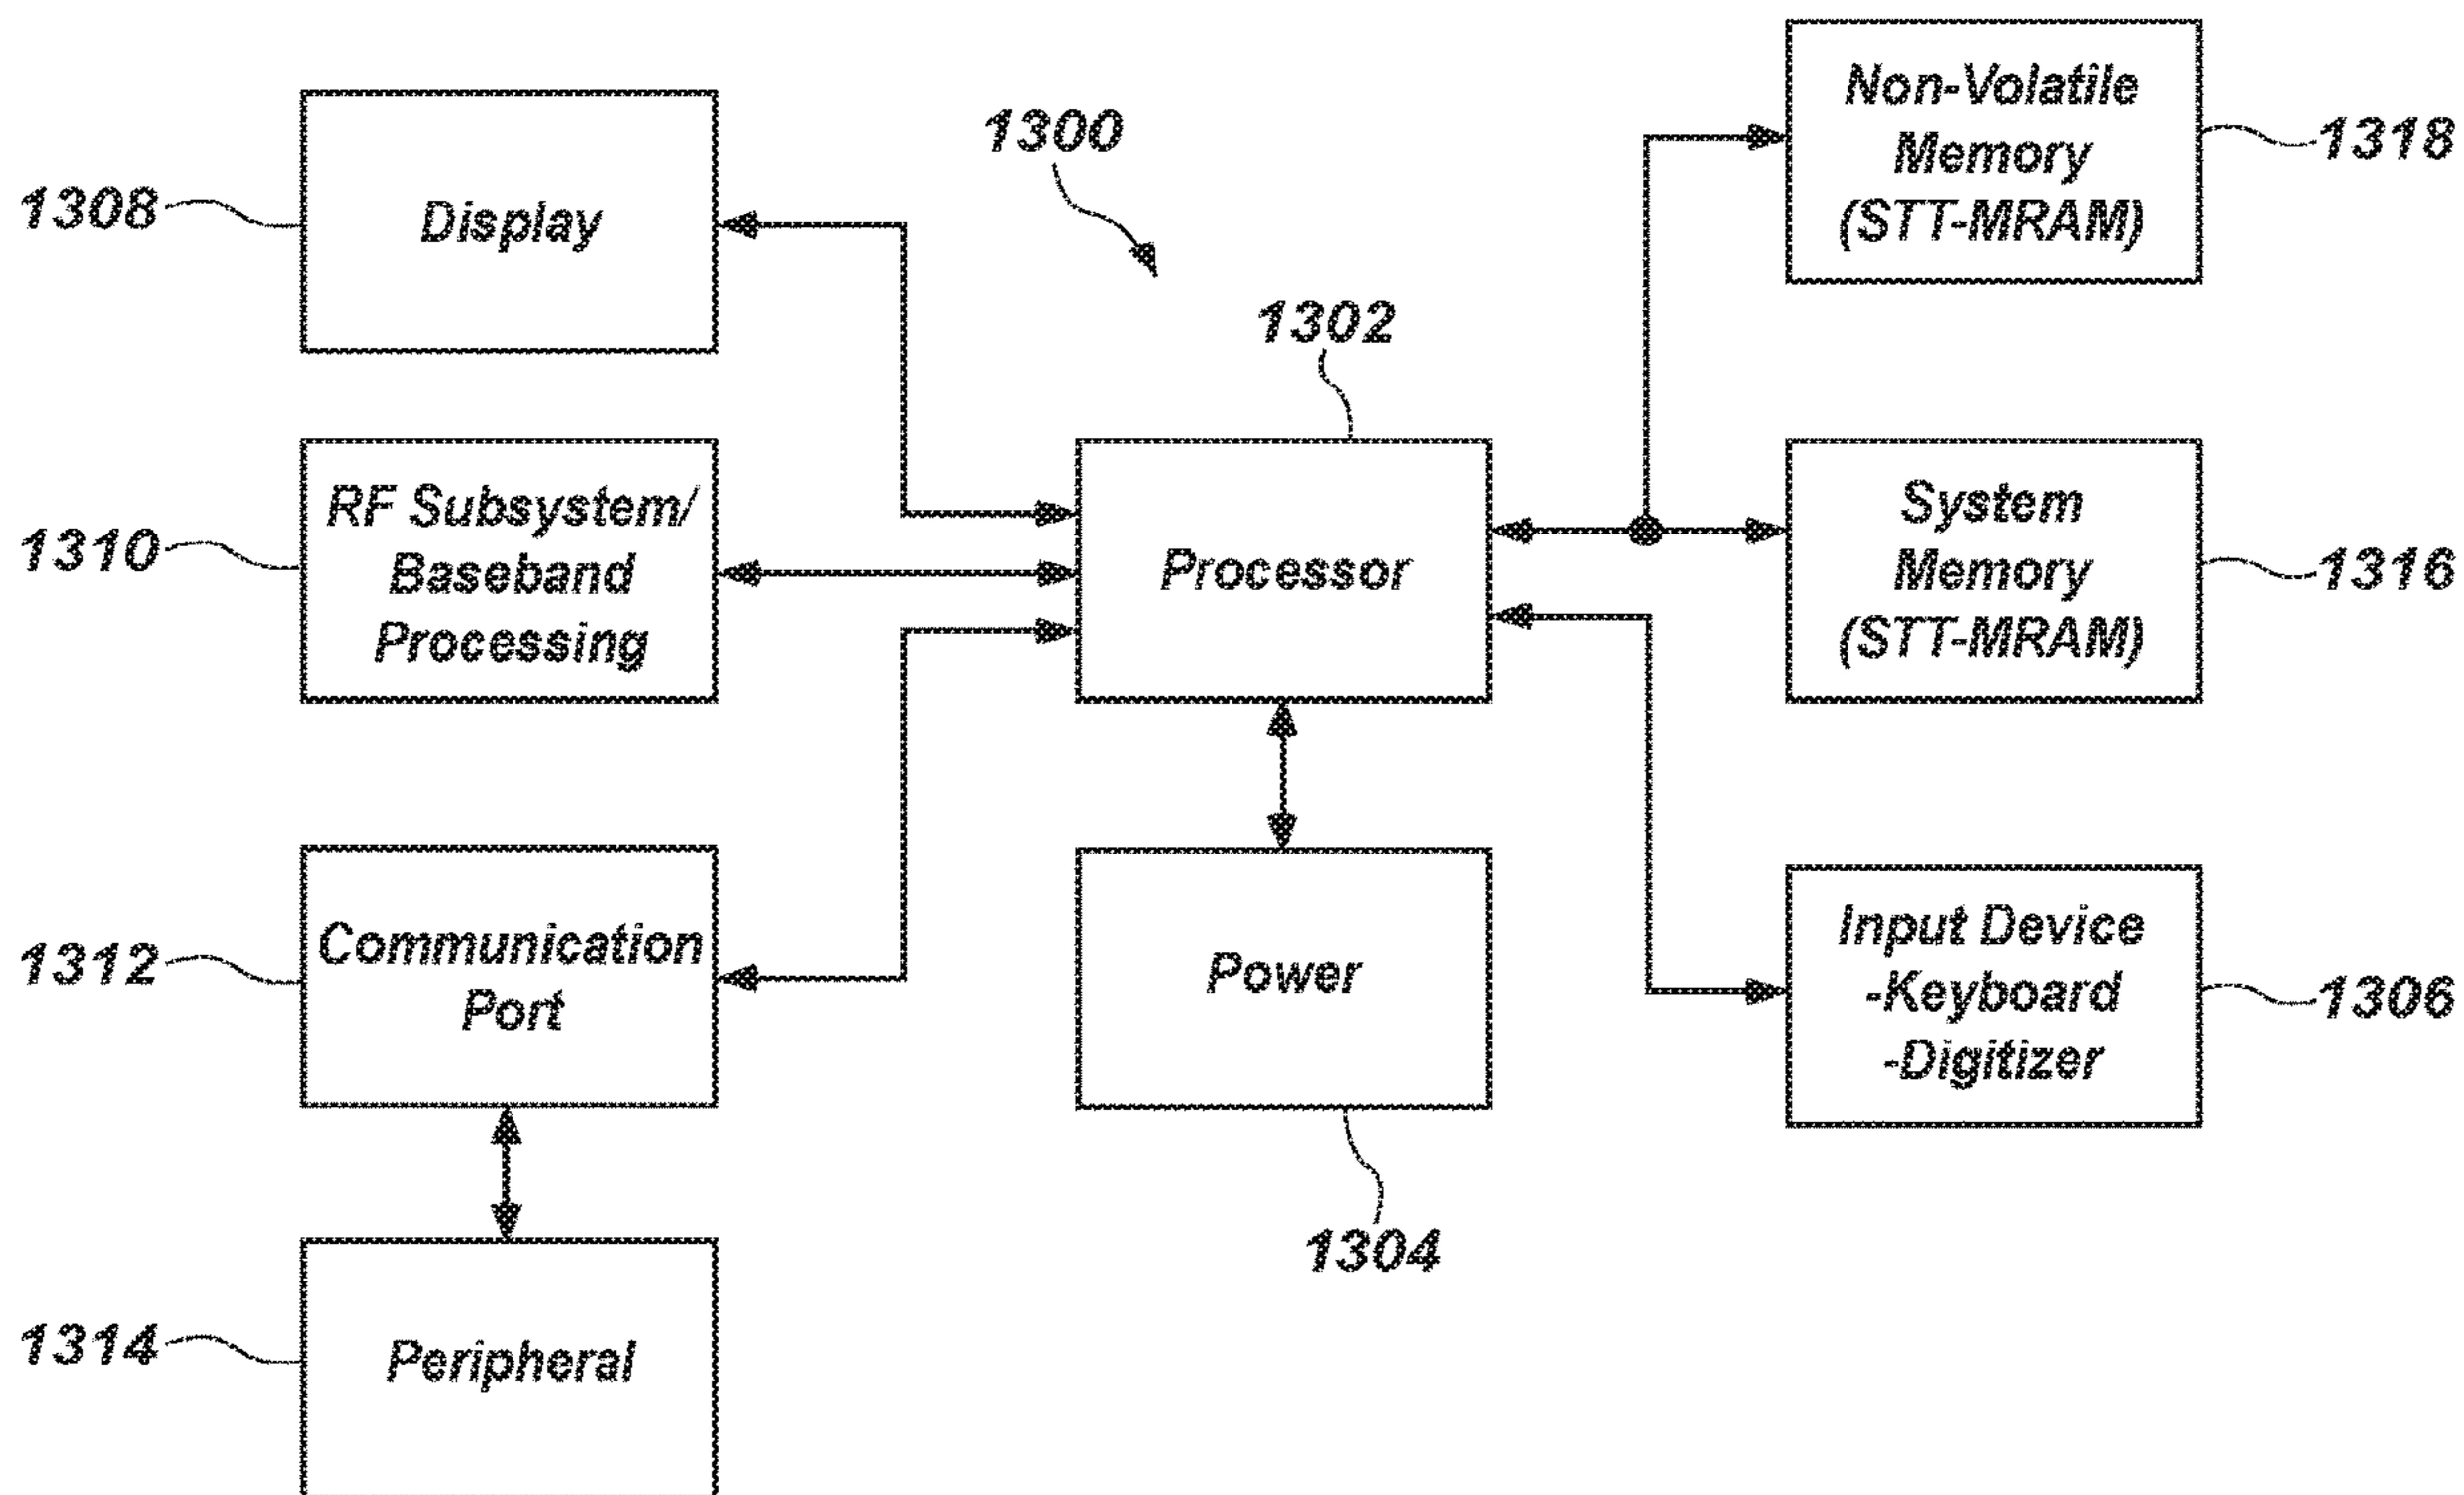 1300
1308
Display
Non-Volatile
Memory
(STT-MRAM)
1318
1302
1310
RF Subsystem/
Baseband
Processing
Processor
System
Memory
(STT-MRAM)
1316
1312
Communication
Port
Power
1304
Input Device
-Keyboard
-Digitizer
1306
1314
Peripheral